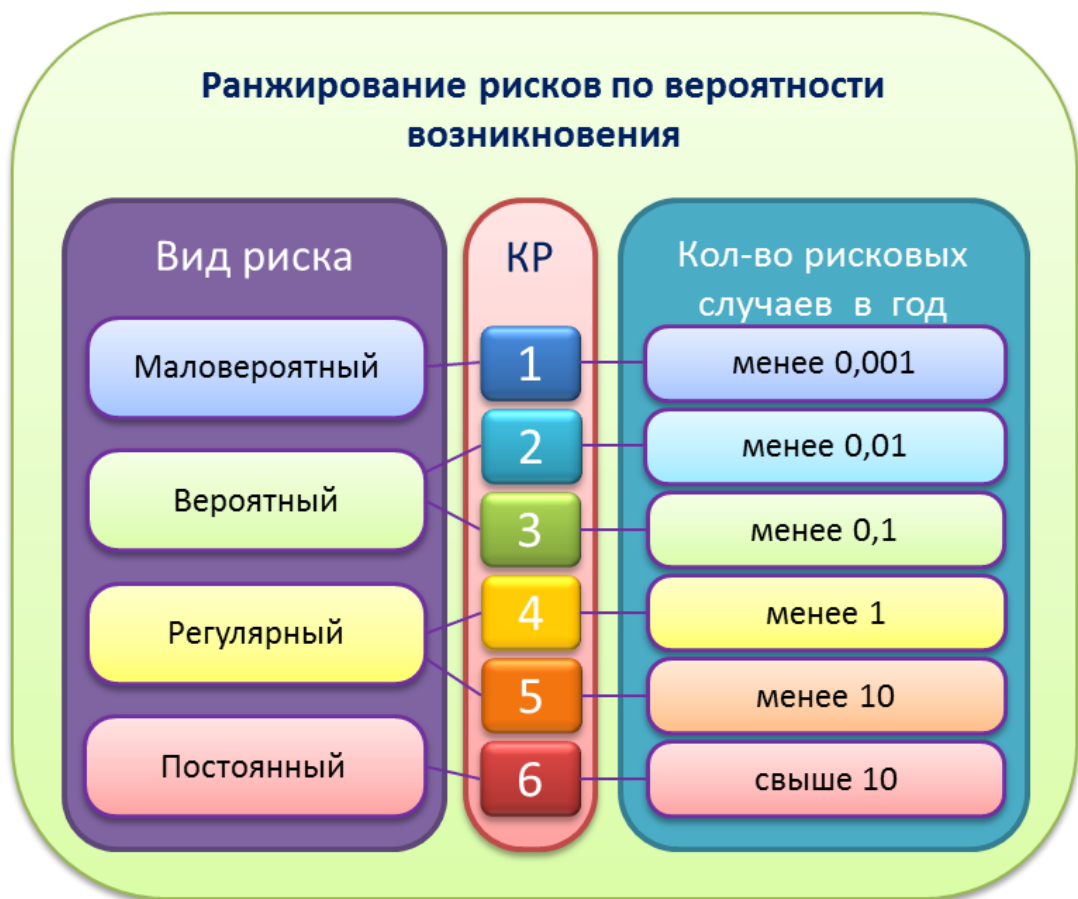 Ранжирование рисков по вероятности
возникновения
Вид риска
КР
Кол-во рисковых
случаев в год
Маловероятный
1
менее 0,001
Вероятный
2
менее 0,01
3
менее 0,1
Регулярный
4
менее 1
5
менее 10
Постоянный
6
свыше 10